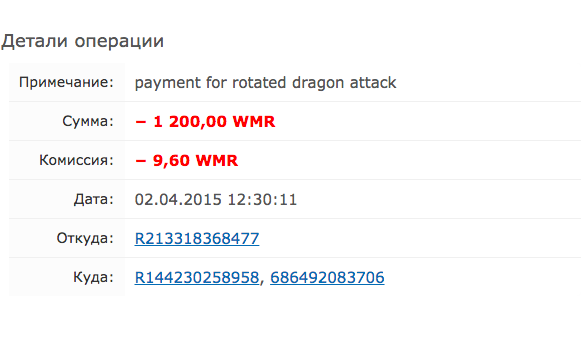 Детали операции
Примечание: payment for rotated dragon attack
Сумма: − 1 200,00 WMR
Комиссия: − 9,60 WMR
Дата: 02.04.2015 12:30:11
Откуда: R213318368477
Куда: R144230258958, 686492083706